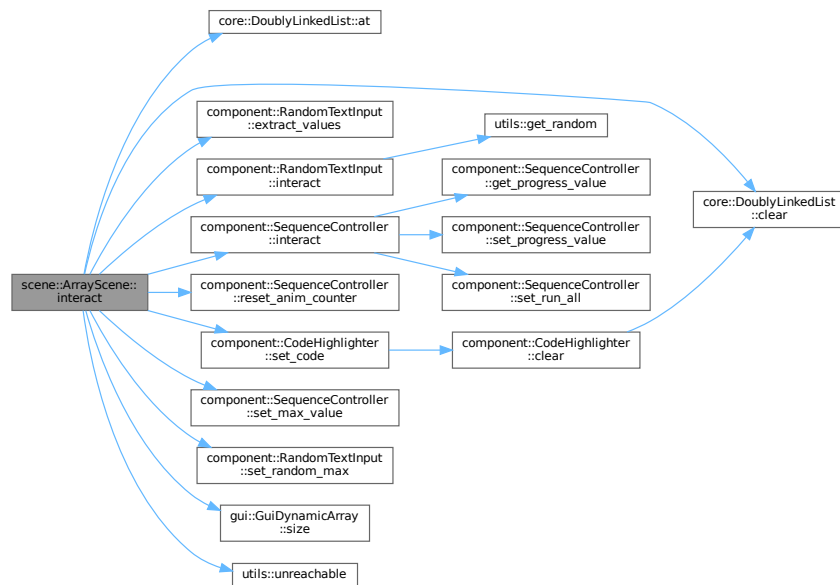 core::DoublyLinkedList::at
component::RandomTextInput
::extract_values
utils::get_random
component::RandomTextInput
::interact
component::SequenceController
::get_progress_value
core::DoublyLinkedList
::clear
component::SequenceController
::interact
component::SequenceController
::set_progress_value
scene::ArrayScene::
interact
component::SequenceController
::reset_anim_counter
component::SequenceController
::set_run_all
component::CodeHighlighter
::set_code
component::CodeHighlighter
::clear
component::SequenceController
::set_max_value
component::RandomTextInput
::set_random_max
gui::GuiDynamicArray
::size
utils::unreachable